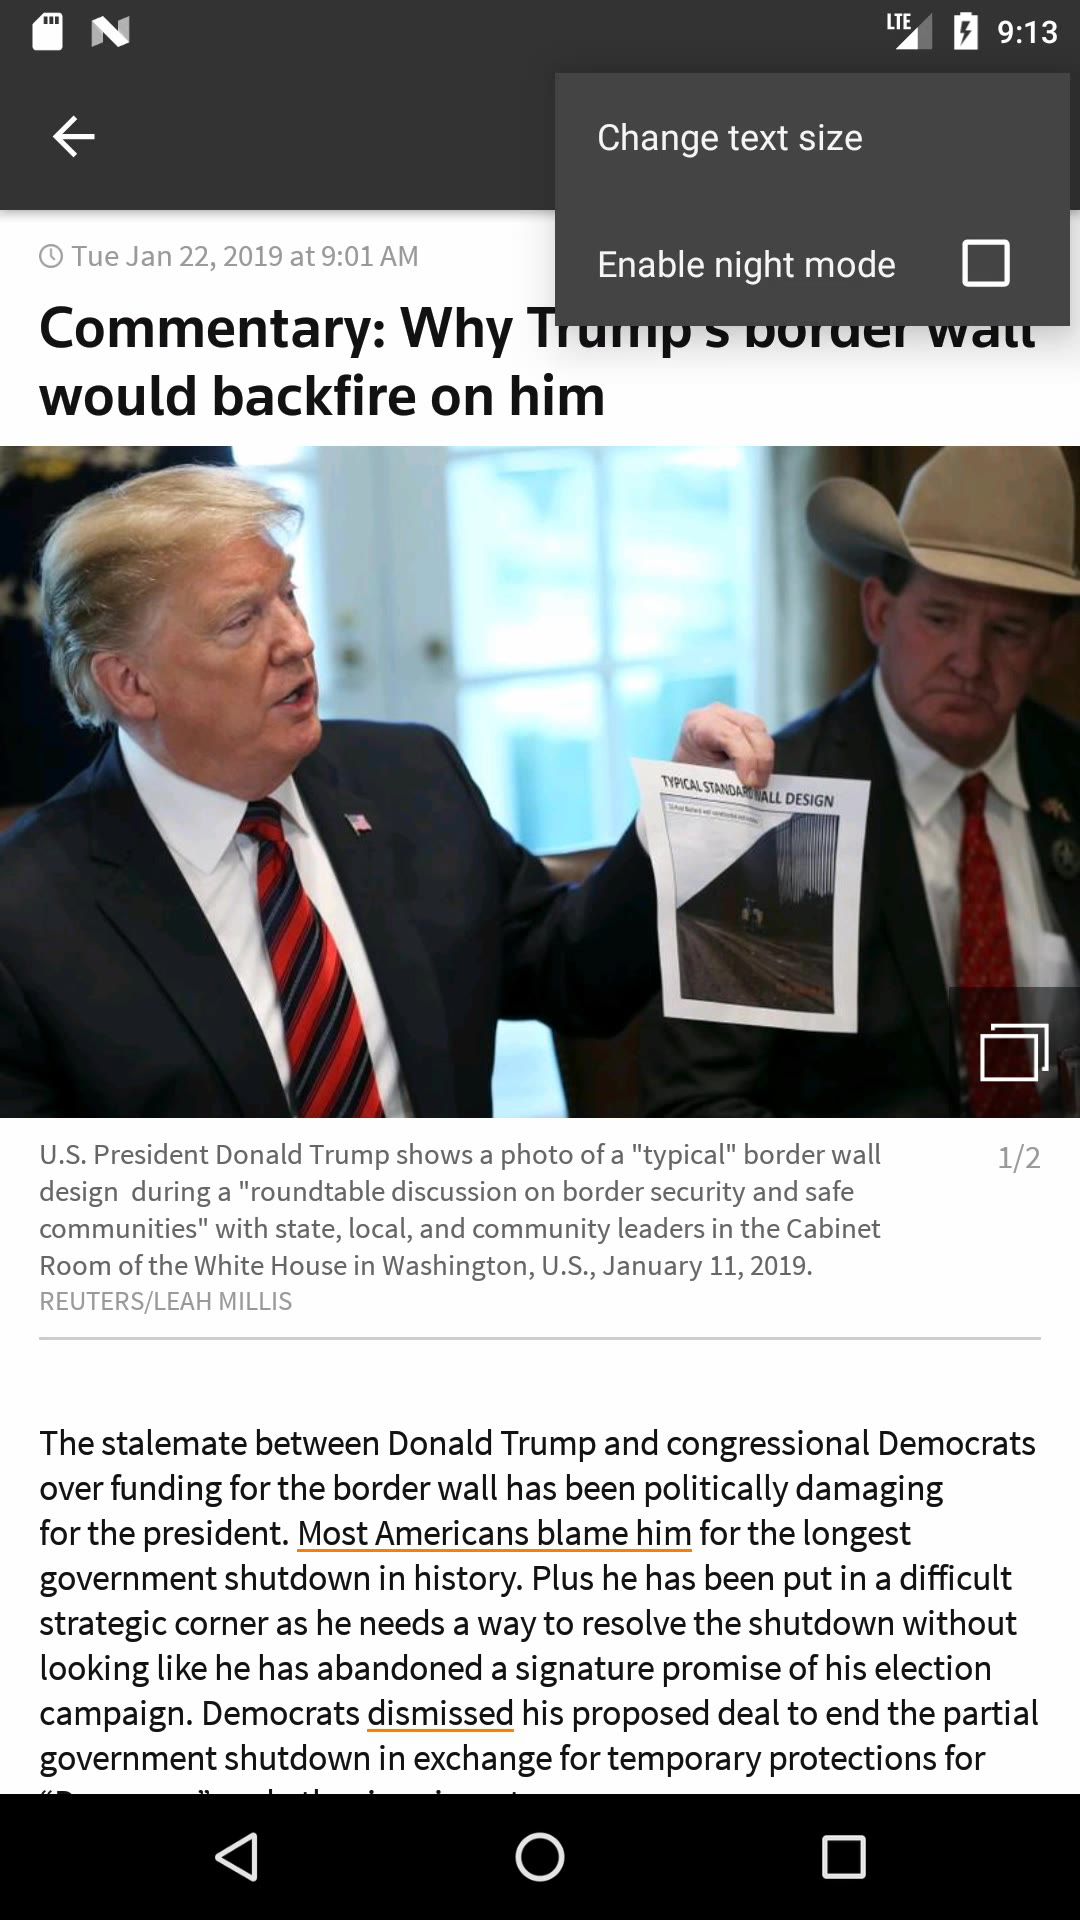 LTE 9:13
Change text size
Enable night mode
Tue Jan 22, 2019 at 9:01 AM
Commentary: Why Trump's border wall
would backfire on him
TYPICAL STANDARD WALL DESIGN
U.S. President Donald Trump shows a photo of a "typical" border wall
design during a "roundtable discussion on border security and safe
communities" with state, local, and community leaders in the Cabinet
Room of the White House in Washington, U.S., January 11, 2019.
REUTERS/LEAH MILLIS
1/2
The stalemate between Donald Trump and congressional Democrats
over funding for the border wall has been politically damaging
for the president. Most Americans blame him for the longest
government shutdown in history. Plus he has been put in a difficult
strategic corner as he needs a way to resolve the shutdown without
looking like he has abandoned a signature promise of his election
campaign. Democrats dismissed his proposed deal to end the partial
government shutdown in exchange for temporary protections for